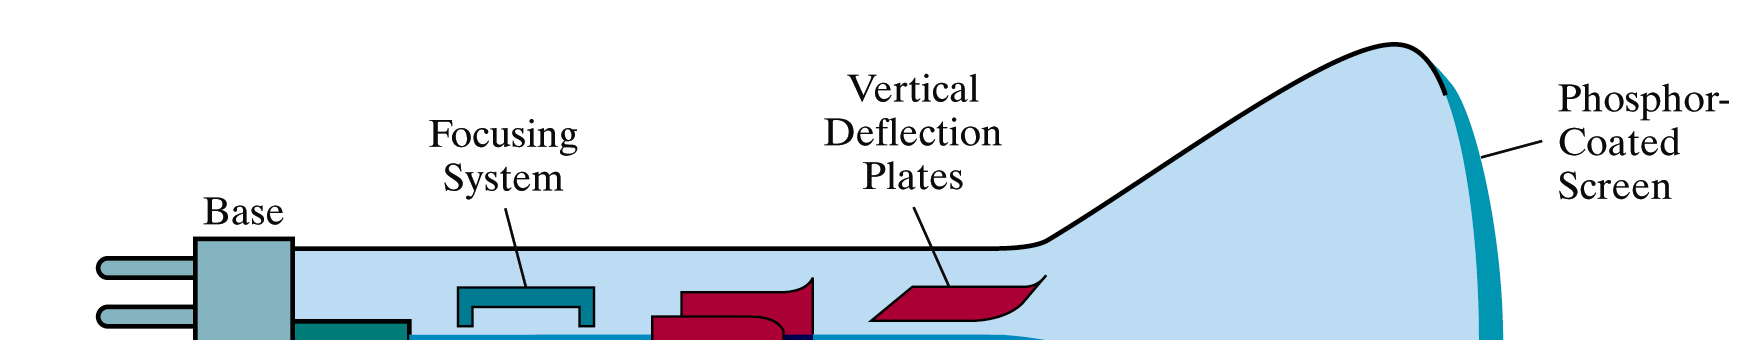 Vertical
Deflection
Plates
Phosphor-
Coated
Screen
Focusing
System
Base